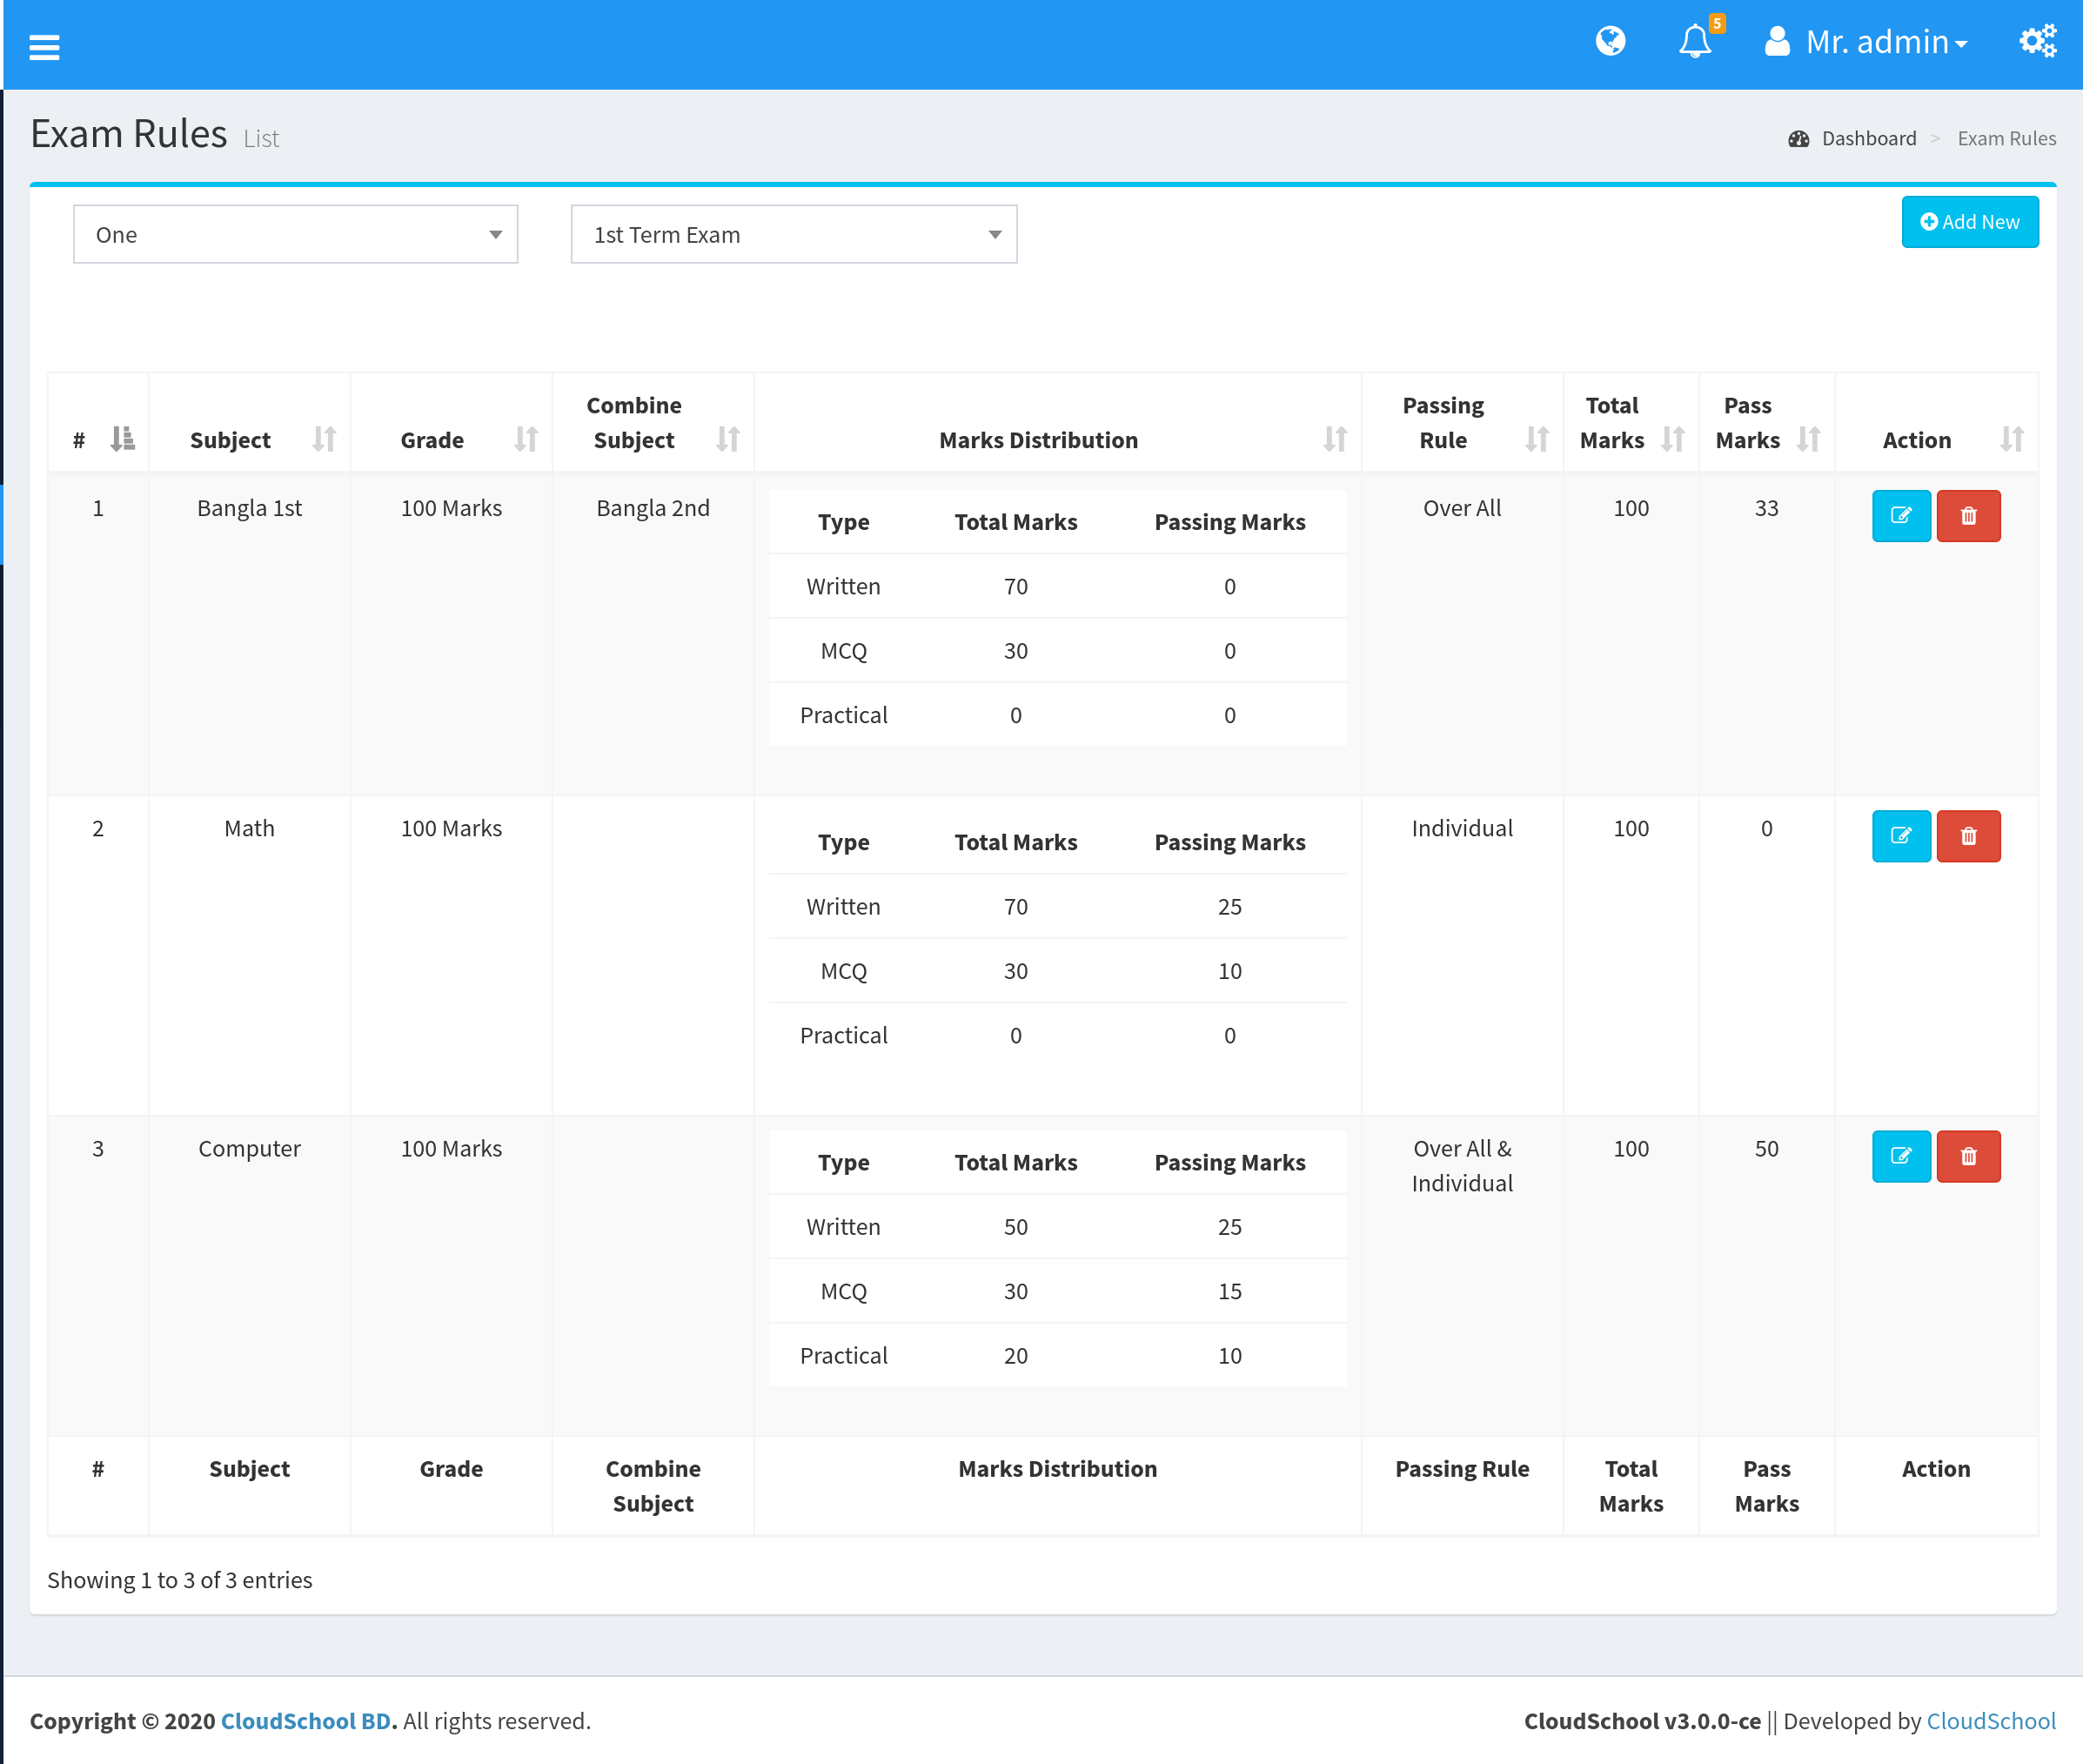 5
Mr. admin
Exam Rules List
Dashboard > Exam Rules
One
1st Term Exam
Add New
# Subject Grade Combine Subject Marks Distribution Passing Rule Total Marks Pass Marks Action
1 Bangla 1st 100 Marks Bangla 2nd Type Total Marks Passing Marks Over All 100 33
Written 70 0
MCQ 30 0
Practical 0 0
2 Math 100 Marks Type Total Marks Passing Marks Individual 100 0
Written 70 25
MCQ 30 10
Practical 0 0
3 Computer 100 Marks Type Total Marks Passing Marks Over All & Individual 100 50
Written 50 25
MCQ 30 15
Practical 20 10
# Subject Grade Combine Subject Marks Distribution Passing Rule Total Marks Pass Marks Action
Showing 1 to 3 of 3 entries
Copyright © 2020 CloudSchool BD. All rights reserved.
CloudSchool v3.0.0-ce || Developed by CloudSchool